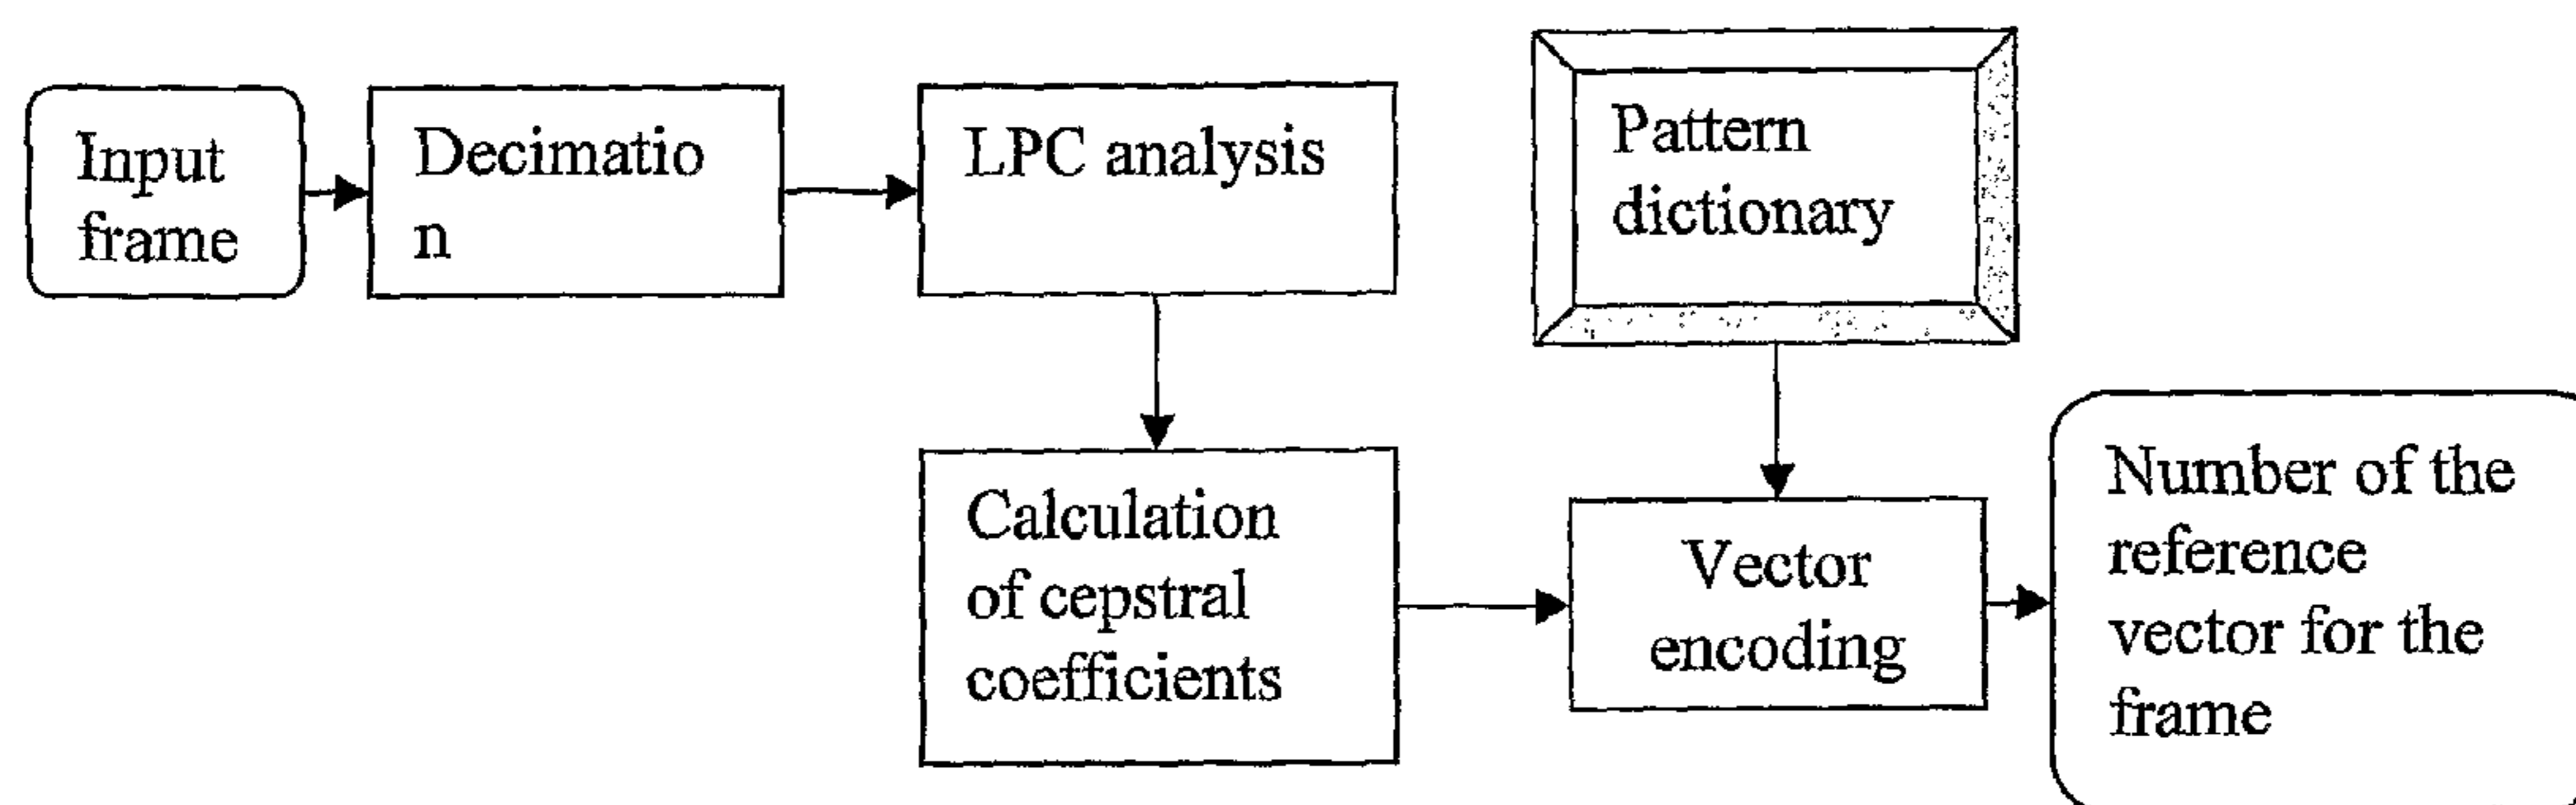 Input
frame
Decimatio
n
LPC analysis
Pattern
dictionary
Calculation
of cepstral
coefficients
Vector
encoding
Number of the
reference
vector for the
frame